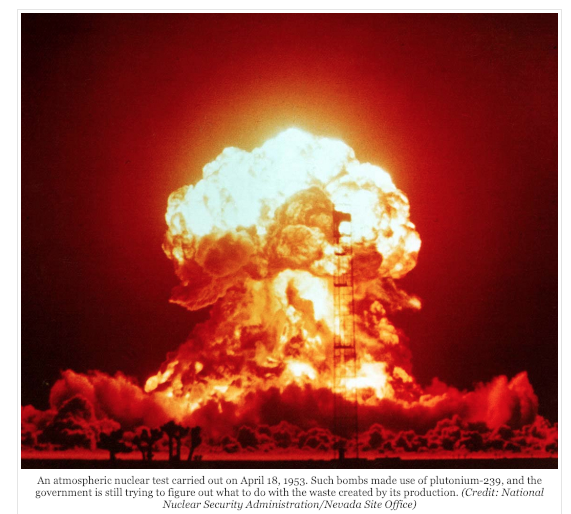 An atmospheric nuclear test carried out on April 18, 1953. Such bombs made use of plutonium-239, and the
government is still trying to figure out what to do with the waste created by its production. (Credit: National
Nuclear Security Administration/Nevada Site Office)